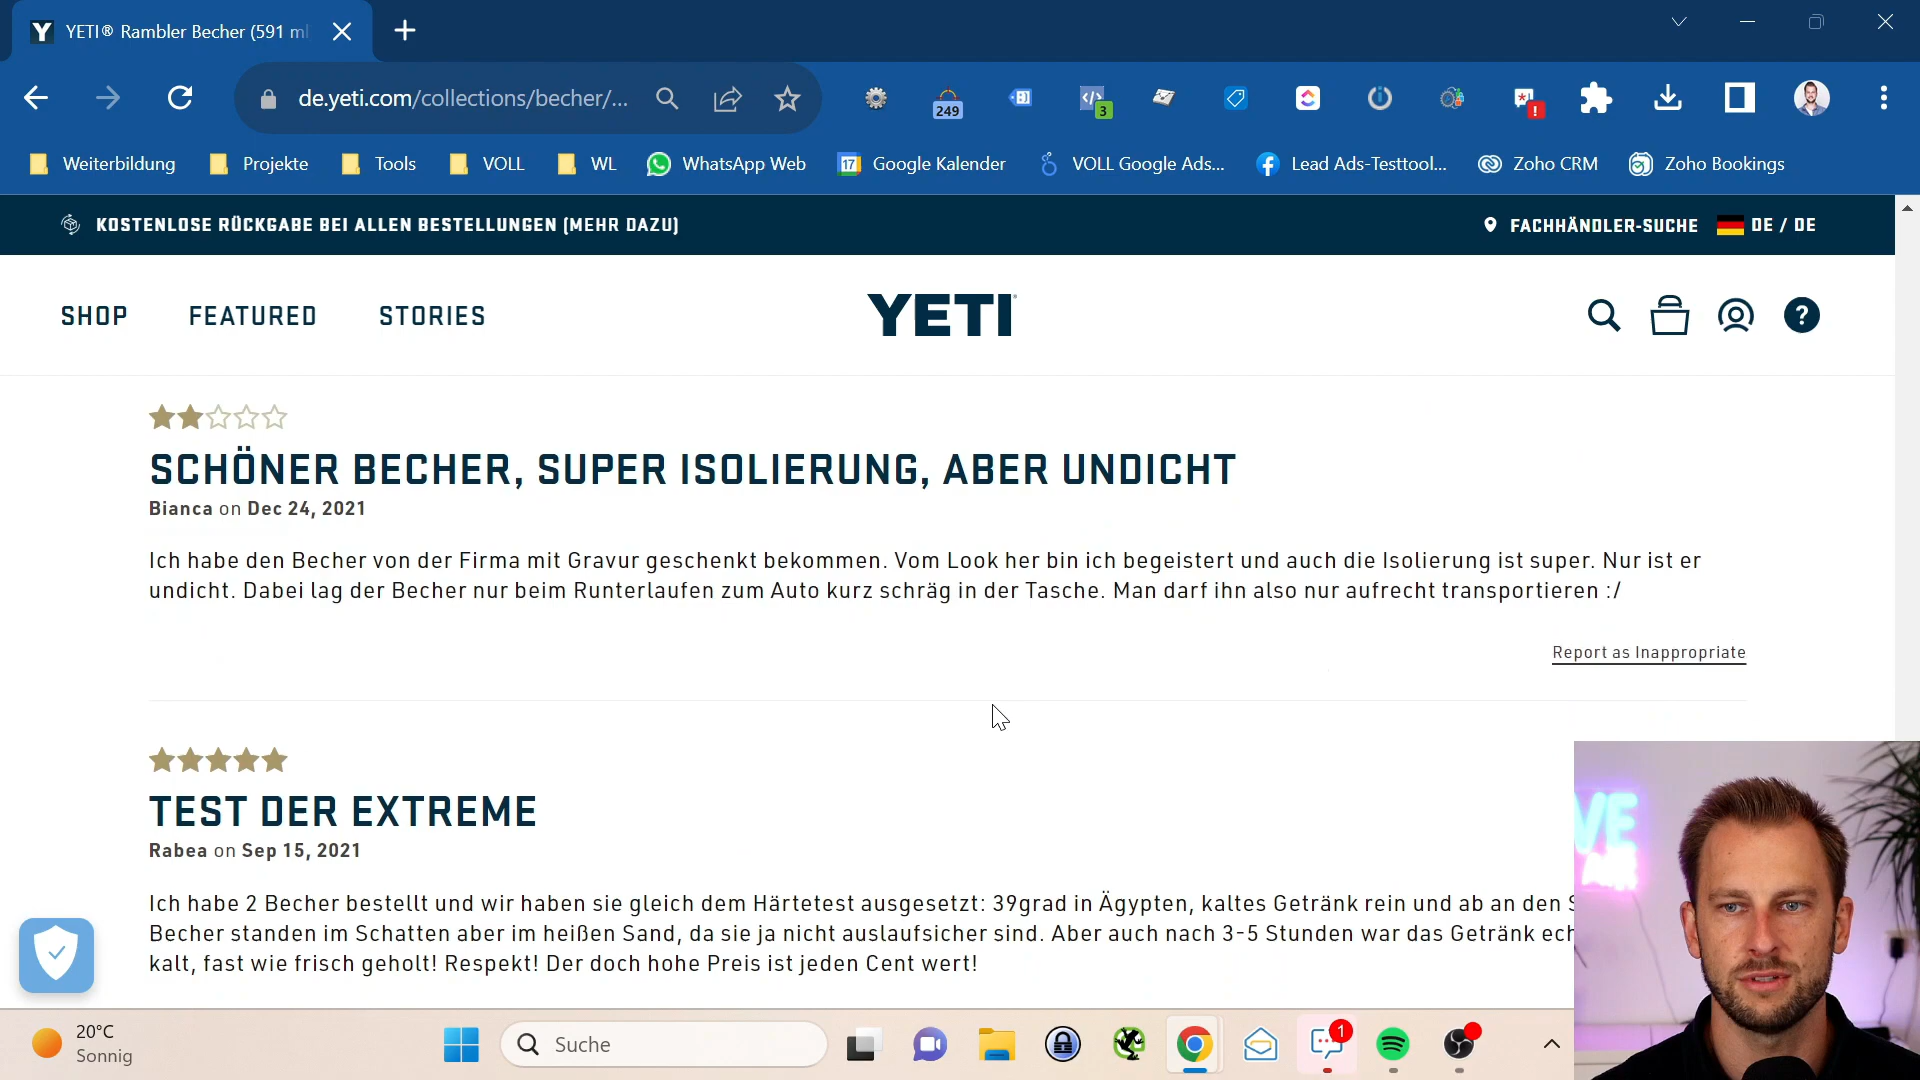 YETI® Rambler Becher (591 ml
de.yeti.com/collections/becher/...
249
3
Weiterbildung
Projekte
Tools
VOLL
WL
WhatsApp Web
17
Google Kalender
VOLL Google Ads...
Lead Ads-Testtool...
Zoho CRM
Zoho Bookings
KOSTENLOSE RÜCKGABE BEI ALLEN BESTELLUNGEN (MEHR DAZU)
FACHHÄNDLER-SUCHE
DE / DE
SHOP
FEATURED
STORIES
YETI
SCHÖNER BECHER, SUPER ISOLIERUNG, ABER UNDICHT
Bianca on Dec 24, 2021
Ich habe den Becher von der Firma mit Gravur geschenkt bekommen. Vom Look her bin ich begeistert und auch die Isolierung ist super. Nur ist er
undicht. Dabei lag der Becher nur beim Runterlaufen zum Auto kurz schräg in der Tasche. Man darf ihn also nur aufrecht transportieren :/
Report as Inappropriate
TEST DER EXTREME
Rabea on Sep 15, 2021
Ich habe 2 Becher bestellt und wir haben sie gleich dem Härtetest ausgesetzt: 39grad in Ägypten, kaltes Getränk rein und ab an den S
Becher standen im Schatten aber im heißen Sand, da sie ja nicht auslaufsicher sind. Aber auch nach 3-5 Stunden war das Getränk ech
kalt, fast wie frisch geholt! Respekt! Der doch hohe Preis ist jeden Cent wert!
20°C
Sonnig
Suche
1